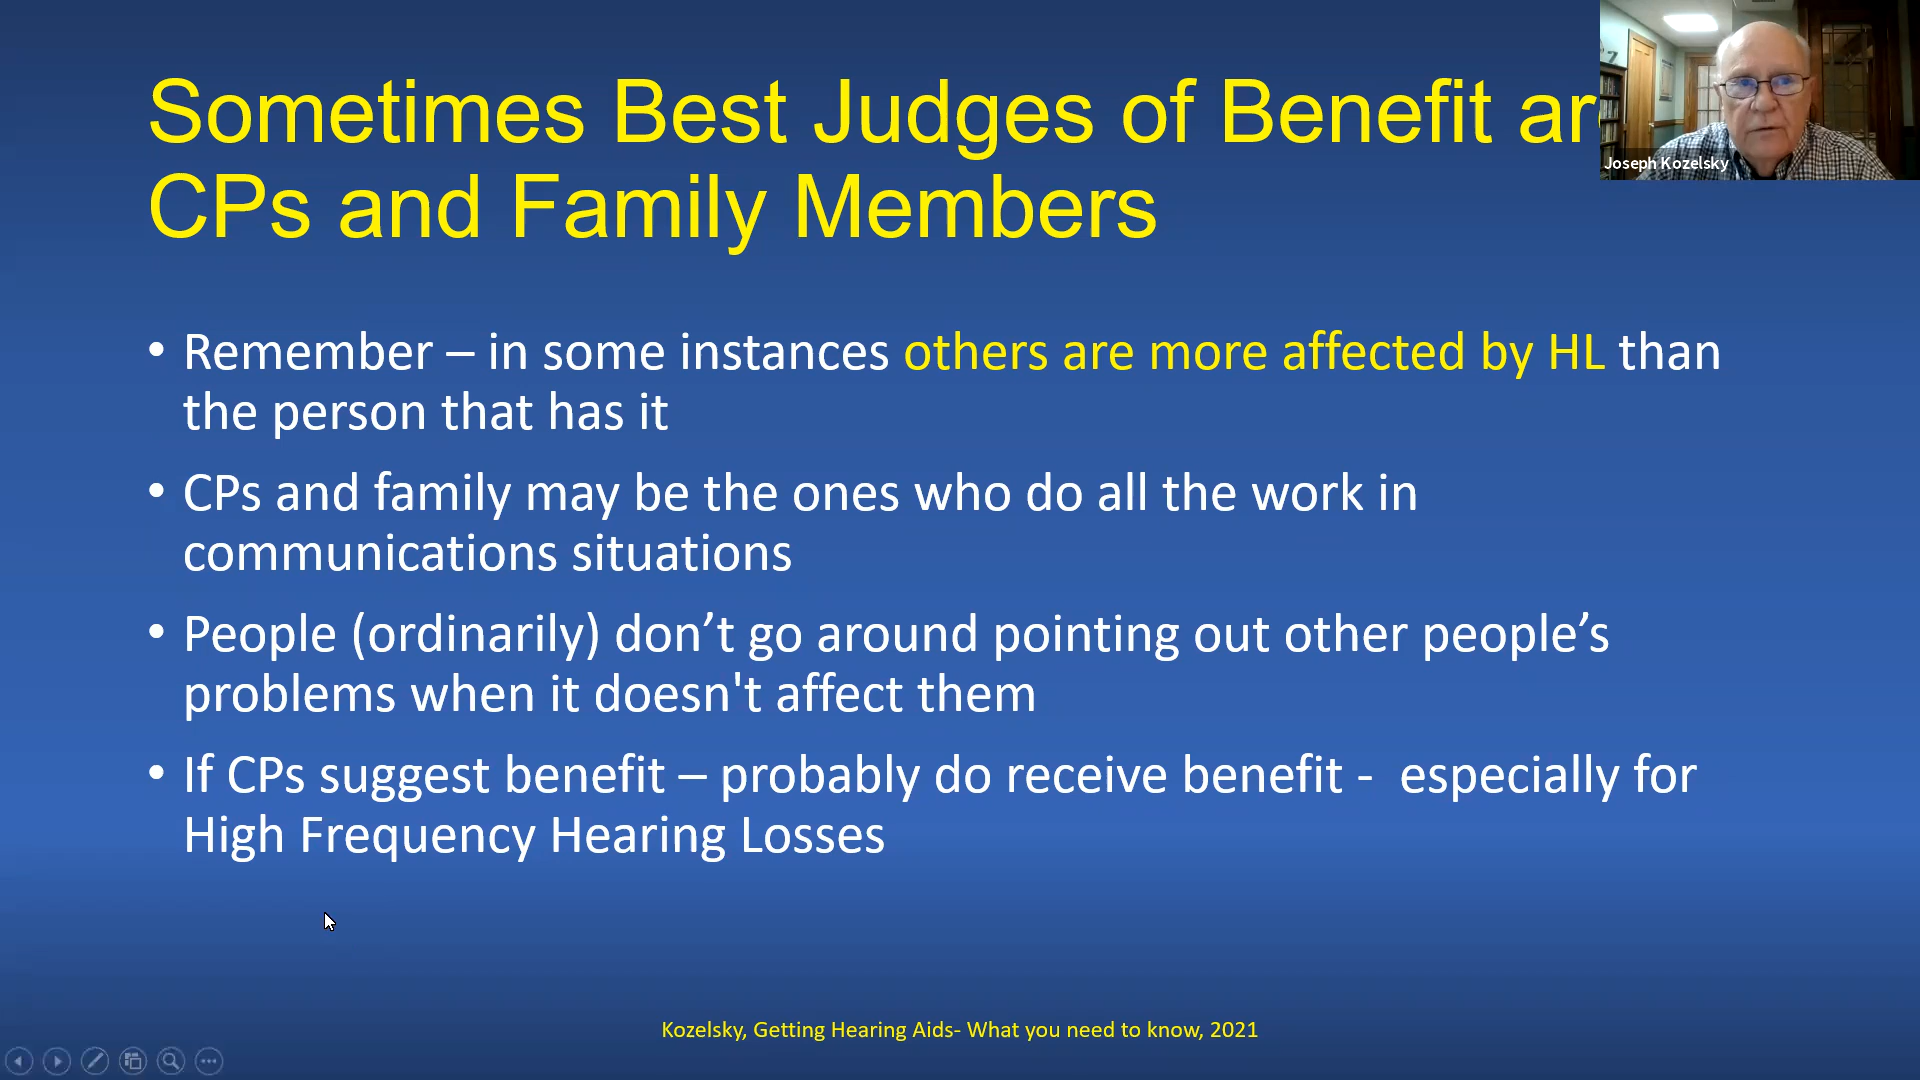 Sometimes Best Judges of Benefit
CPs and Family Members
Joseph Kozelsky
• Remember – in some instances others are more affected by HL than
the person that has it
• CPs and family may be the ones who do all the work in
communications situations
• People (ordinarily) don’t go around pointing out other people’s
problems when it doesn't affect them
• If CPs suggest benefit – probably do receive benefit - especially for
High Frequency Hearing Losses
Kozelsky, Getting Hearing Aids- What you need to know, 2021